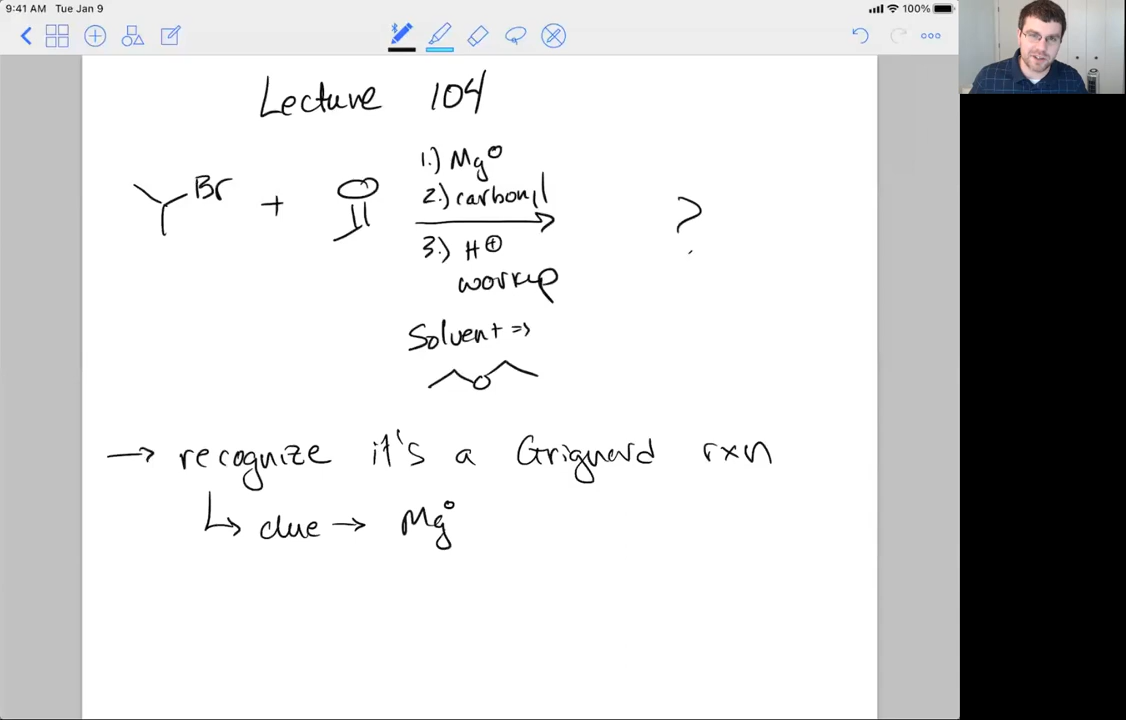 9:41 AM Tue Jan 9
100%
Lecture 104
Br + O
1.) Mg⁰
2.) carbonyl
3.) H⊕
workup
?
Solvent ⇒
O
→ recognize it's a Grignard rxn
↳ clue → Mg⁰